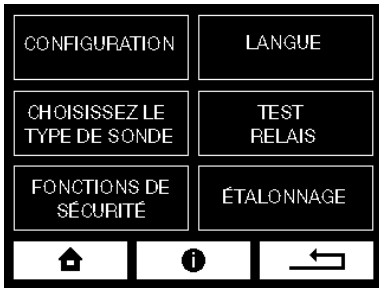 CONFIGURATION
LANGUE
CHOISISSEZ LE
TYPE DE SONDE
TEST
RELAIS
FONCTIONS DE
SÉCURITÉ
ÉTALONNAGE